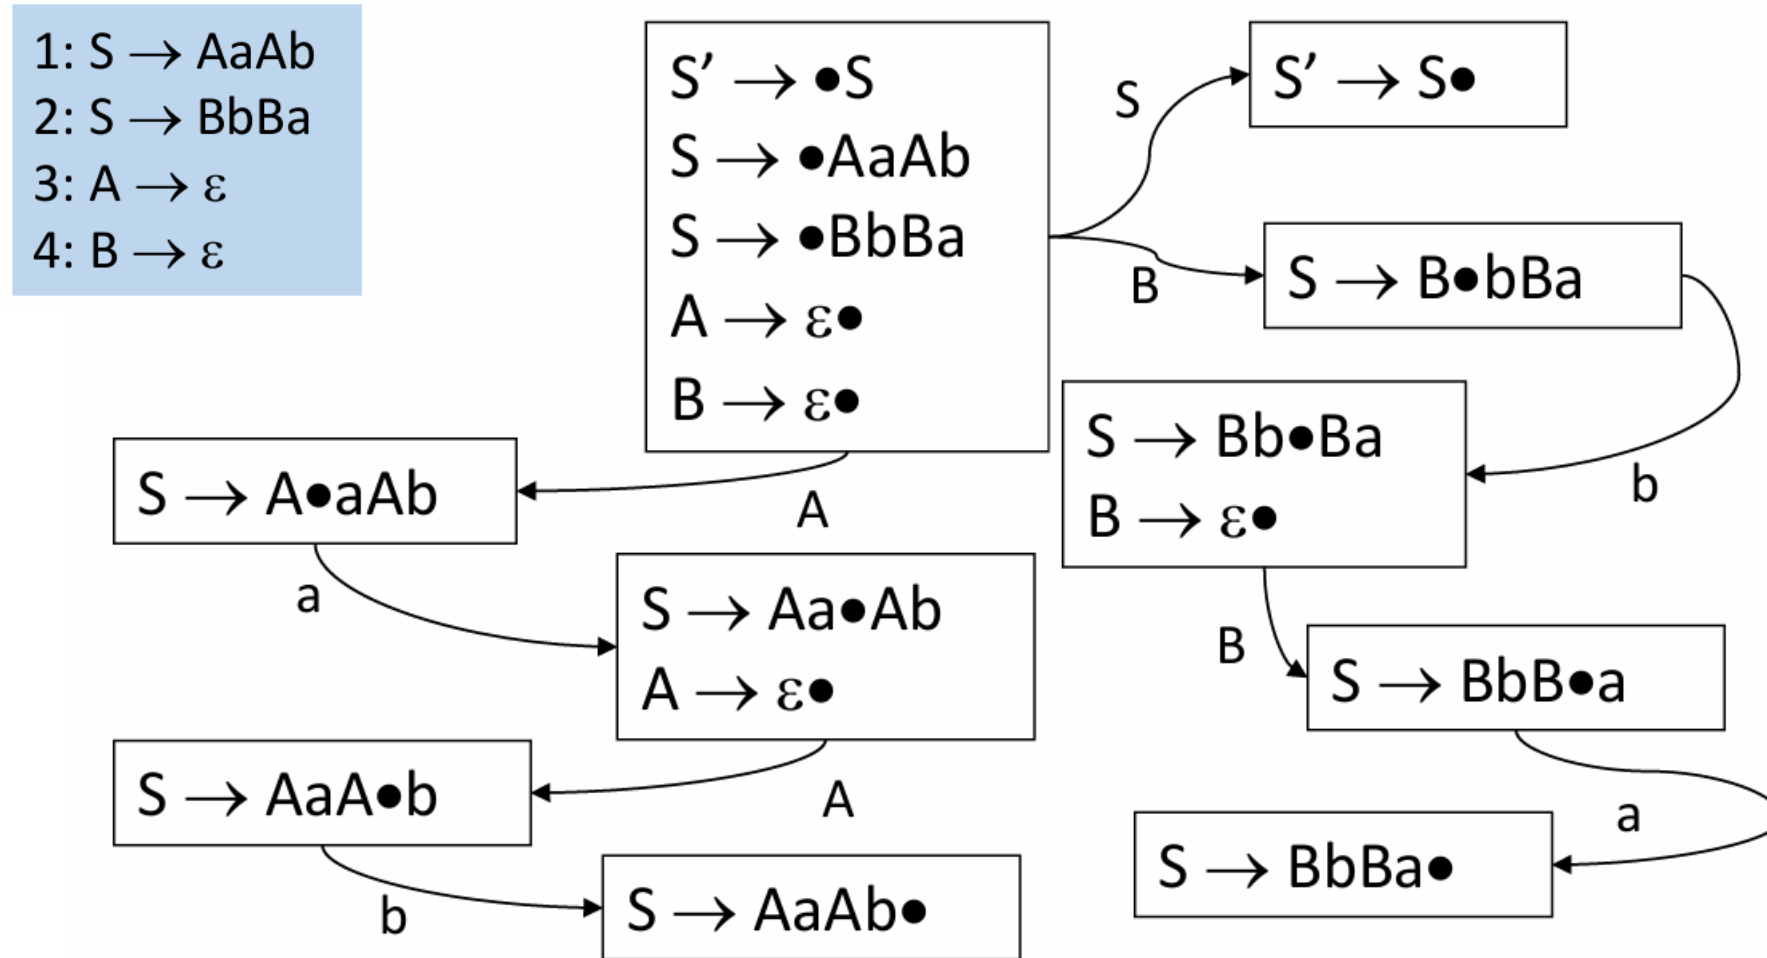 1: S → AaAb
2: S → BbBa
3: A → ε
4: B → ε
S’ → •S
S → •AaAb
S → •BbBa
A → ε•
B → ε•
S
S’ → S•
B
S → B•bBa
b
S → Bb•Ba
B → ε•
A
S → A•aAb
a
S → Aa•Ab
A → ε•
B
S → BbB•a
A
S → AaA•b
a
S → BbBa•
b
S → AaAb•